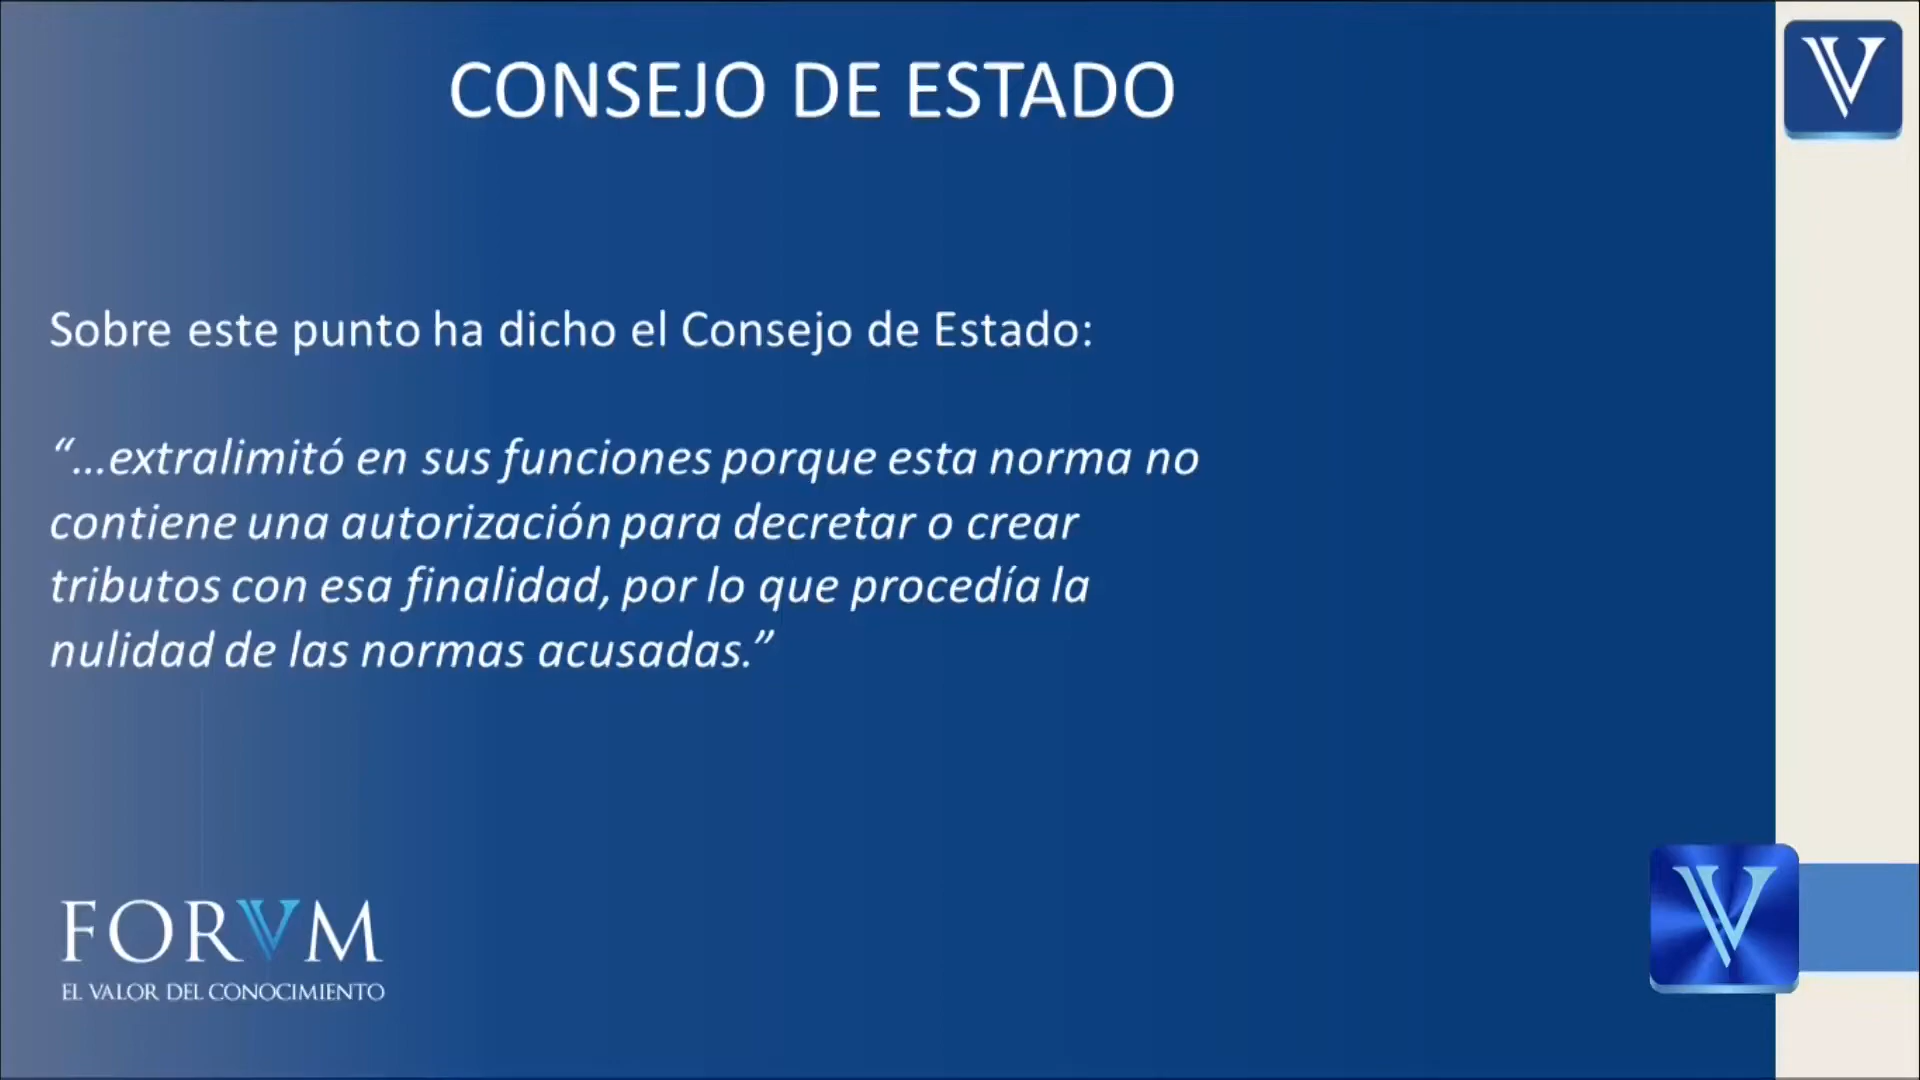 CONSEJO DE ESTADO
V
Sobre este punto ha dicho el Consejo de Estado:
“…extralimitó en sus funciones porque esta norma no
contiene una autorización para decretar o crear
tributos con esa finalidad, por lo que procedía la
nulidad de las normas acusadas.”
V
FORVM
EL VALOR DEL CONOCIMIENTO